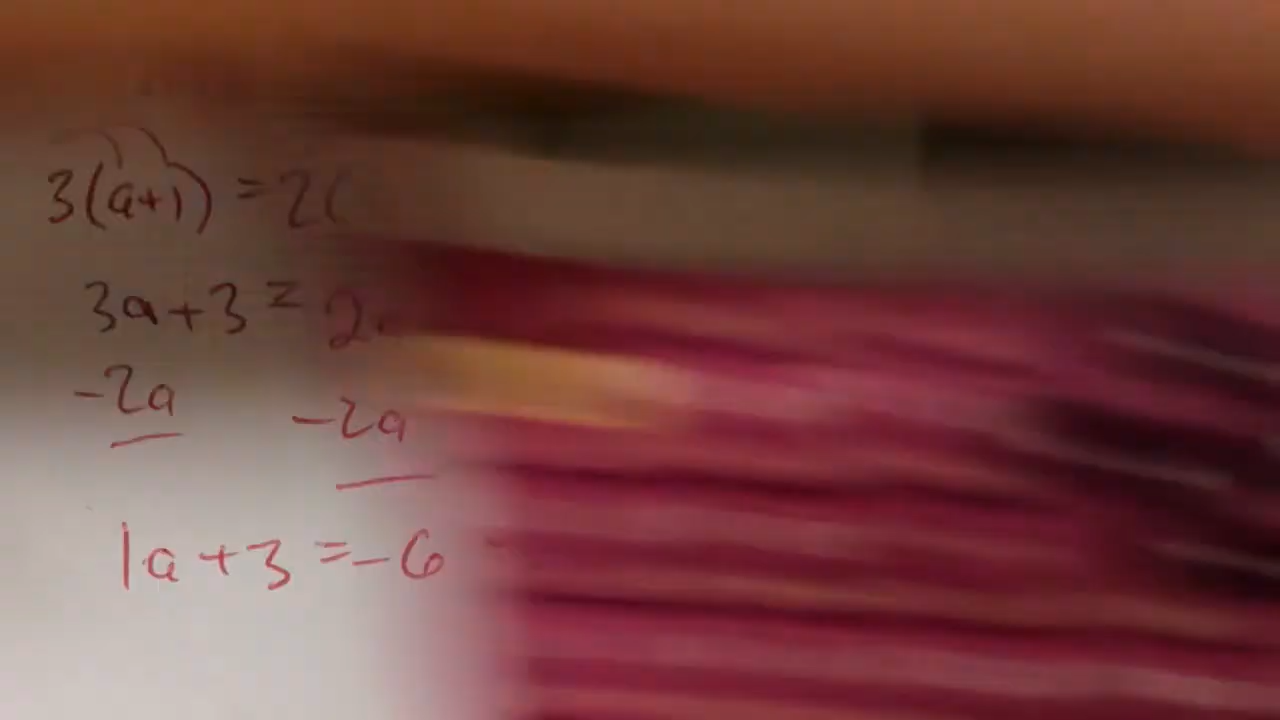 3(a+1) = 2(
3a+3 = 2
-2a -2a
1a+3 =-6